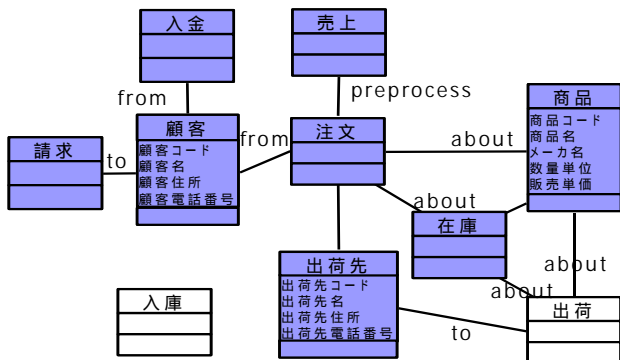 入金
売上
from
preprocess
商品
商品コード
商品名
メーカ名
数量単位
販売単価
顧客
顧客コード
顧客名
顧客住所
顧客電話番号
from
注文
about
請求
to
about
在庫
出荷先
出荷先コード
出荷先名
出荷先住所
出荷先電話番号
about
about
入庫
出荷
to